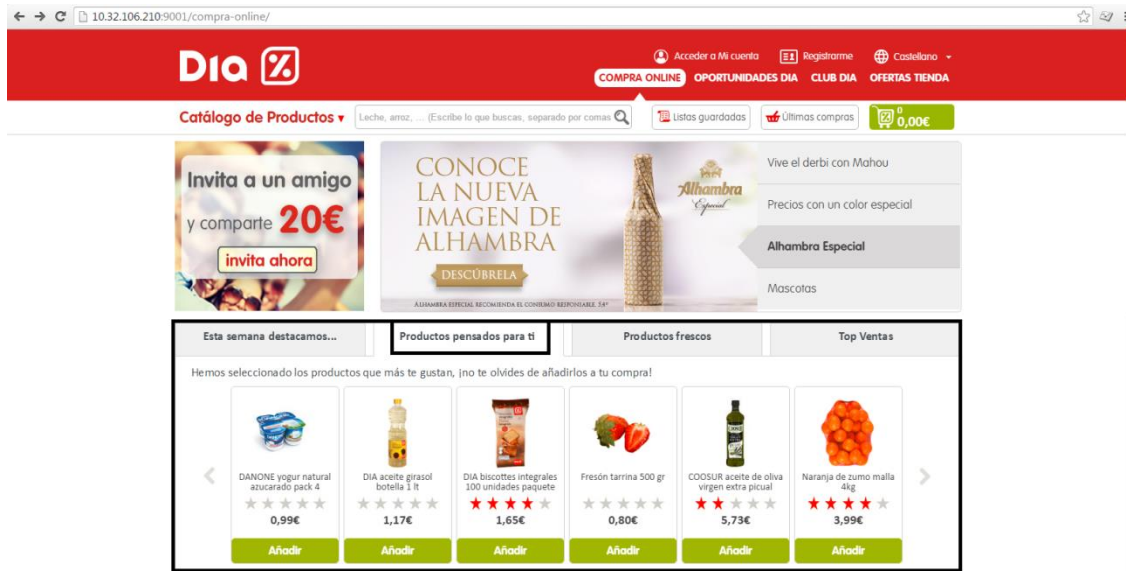 10.32.106.210:9001/compra-online/
Dia %
Acceder a Mi cuenta Registrarme Castellano
COMPRA ONLINE OPORTUNIDADES DIA CLUB DIA OFERTAS TIENDA
Catálogo de Productos
Leche, arroz, ... (Escribe lo que buscas, separado por comas
Listas guardadas
Últimas compras
0
0,00€
Invita a un amigo
y comparte 20€
invita ahora
CONOCE
LA NUEVA
IMAGEN DE
ALHAMBRA
DESCÚBRELA
ALHAMBRA ESPECIAL RECOMIENDA EL CONSUMO RESPONSABLE. 5,4º
Alhambra
Especial
Vive el derbi con Mahou
Precios con un color especial
Alhambra Especial
Mascotas
Esta semana destacamos... Productos pensados para ti Productos frescos Top Ventas
Hemos seleccionado los productos que más te gustan, ¡no te olvides de añadirlos a tu compra!
DANONE yogur natural
azucarado pack 4
0,99€
Añadir
DIA aceite girasol
botella 1 lt
1,17€
Añadir
DIA biscottes integrales
100 unidades paquete
1,65€
Añadir
Fresón tarrina 500 gr
0,80€
Añadir
COOSUR aceite de oliva
virgen extra picual
5,73€
Añadir
Naranja de zumo malla
4kg
3,99€
Añadir